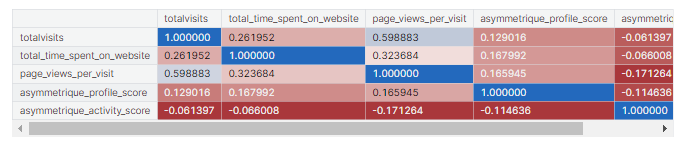 totalvisits total_time_spent_on_website page_views_per_visit asymmetrique_profile_score asymmetric
totalvisits 1.000000 0.261952 0.598883 0.129016 -0.061397
total_time_spent_on_website 0.261952 1.000000 0.323684 0.167992 -0.066008
page_views_per_visit 0.598883 0.323684 1.000000 0.165945 -0.171264
asymmetrique_profile_score 0.129016 0.167992 0.165945 1.000000 -0.114636
asymmetrique_activity_score -0.061397 -0.066008 -0.171264 -0.114636 1.000000